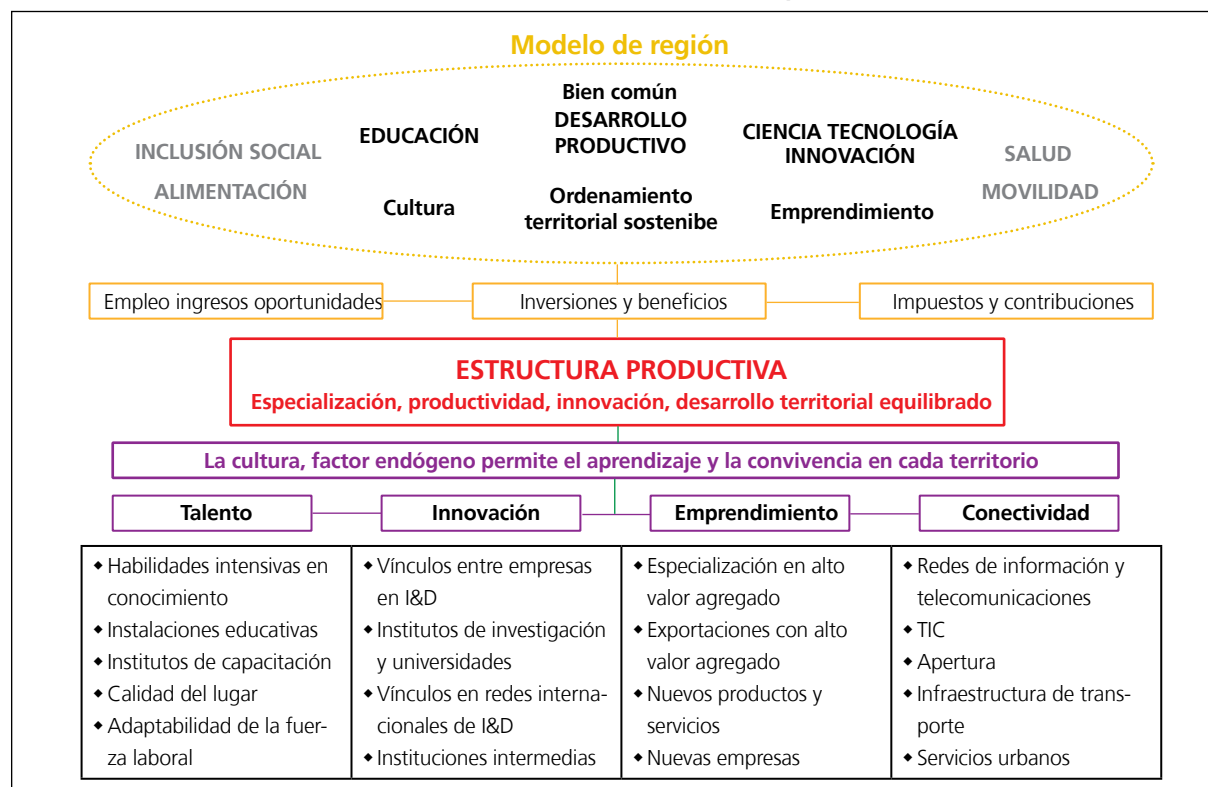 Modelo de región
Bien común
DESARROLLO
PRODUCTIVO
EDUCACIÓN
CIENCIA TECNOLOGÍA
INNOVACIÓN
INCLUSIÓN SOCIAL
ALIMENTACIÓN
SALUD
MOVILIDAD
Cultura
Ordenamiento
territorial sostenibe
Emprendimiento
Empleo ingresos oportunidades
Inversiones y beneficios
Impuestos y contribuciones
ESTRUCTURA PRODUCTIVA
Especialización, productividad, innovación, desarrollo territorial equilibrado
La cultura, factor endógeno permite el aprendizaje y la convivencia en cada territorio
Talento
Innovación
Emprendimiento
Conectividad
◆ Habilidades intensivas en
conocimiento
◆ Instalaciones educativas
◆ Institutos de capacitación
◆ Calidad del lugar
◆ Adaptabilidad de la fuer-
za laboral
◆ Vínculos entre empresas
en I&D
◆ Institutos de investigación
y universidades
◆ Vínculos en redes interna-
cionales de I&D
◆ Instituciones intermedias
◆ Especialización en alto
valor agregado
◆ Exportaciones con alto
valor agregado
◆ Nuevos productos y
servicios
◆ Nuevas empresas
◆ Redes de información y
telecomunicaciones
◆ TIC
◆ Apertura
◆ Infraestructura de trans-
porte
◆ Servicios urbanos